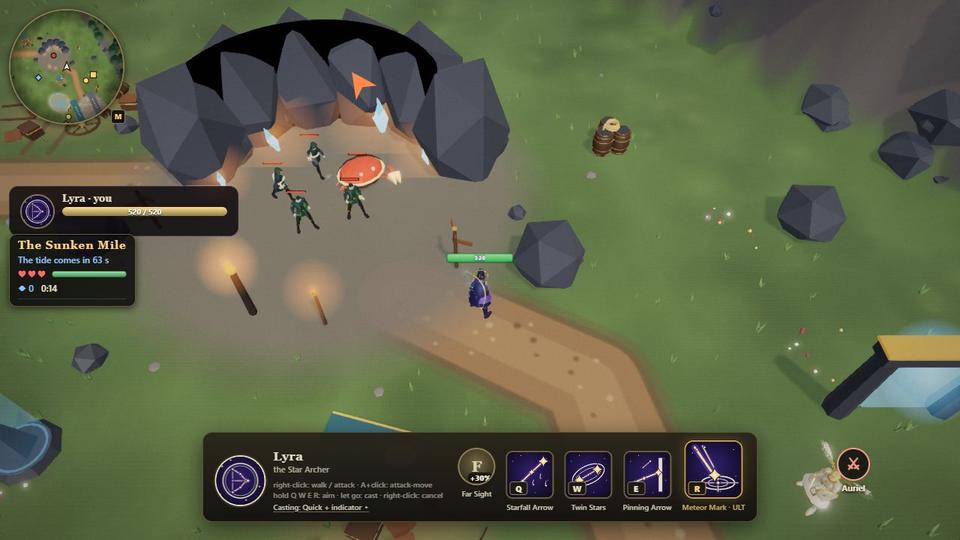 M
Lyra · you
520 / 520
The Sunken Mile
The tide comes in 63 s
0 0:14
520
Lyra
the Star Archer
right-click: walk / attack · A+click: attack-move
hold Q W E R: aim · let go: cast · right-click: cancel
Casting: Quick + indicator
F
+30%
Far Sight
Q
Starfall Arrow
W
Twin Stars
E
Pinning Arrow
R
Meteor Mark · ULT
Auriel